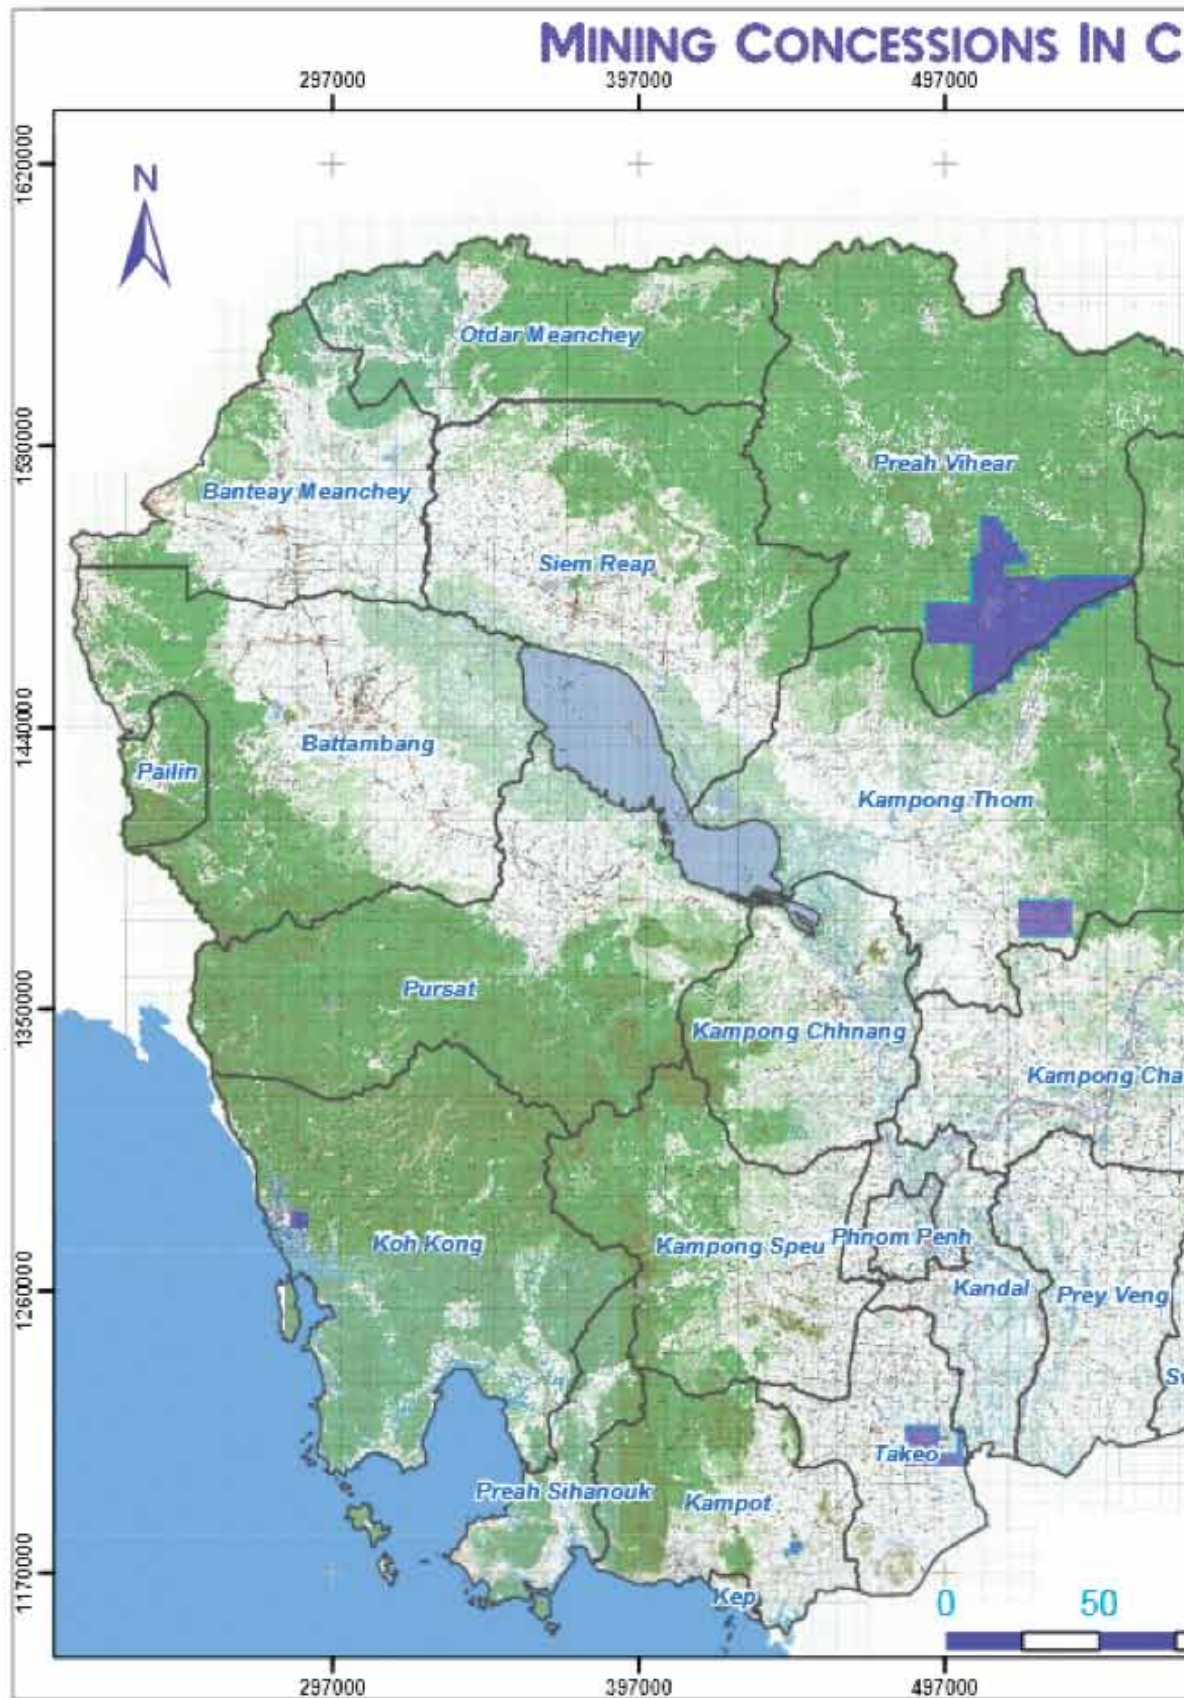 MINING CONCESSIONS IN C
297000 397000 497000
1620000
N
Otdar Meanchey
1530000
Preah Vihear
Banteay Meanchey
Siem Reap
1440000
Battambang
Pailin
Kampong Thom
Pursat
1350000
Kampong Chhnang
Kampong Cha
Koh Kong
Kampong Speu
Phnom Penh
1260000
Kandal
Prey Veng
Sv
Takeo
Preah Sihanouk
Kampot
1170000
Kep
0 50
297000 397000 497000